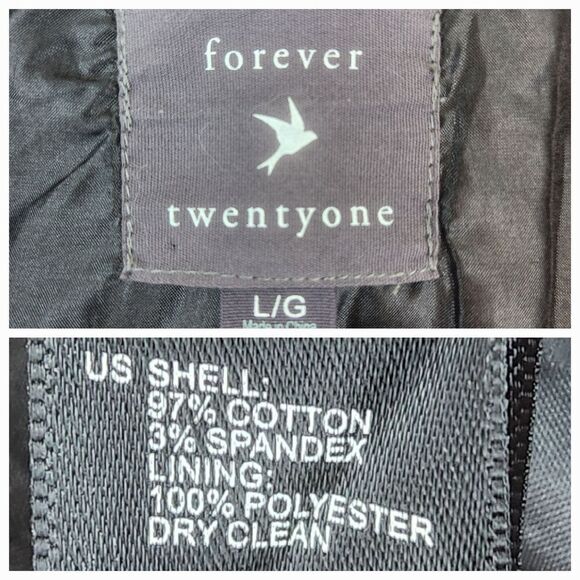 forever
twentyone
L/G
Made in China
US SHELL:
97% COTTON
3% SPANDEX
LINING:
100% POLYESTER
DRY CLEAN